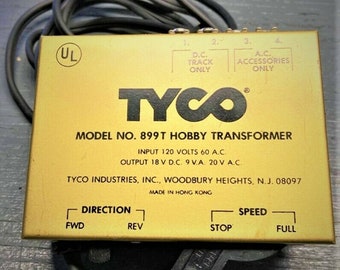 UL
1. 2. 3. 4.
D.C. TRACK ONLY A.C. ACCESSORIES ONLY
TYCO®
MODEL NO. 899T HOBBY TRANSFORMER
INPUT 120 VOLTS 60 A.C.
OUTPUT 18 V D.C. 9 V.A. 20 V A.C.
TYCO INDUSTRIES, INC., WOODBURY HEIGHTS, N.J. 08097
MADE IN HONG KONG
DIRECTION SPEED
FWD REV STOP FULL